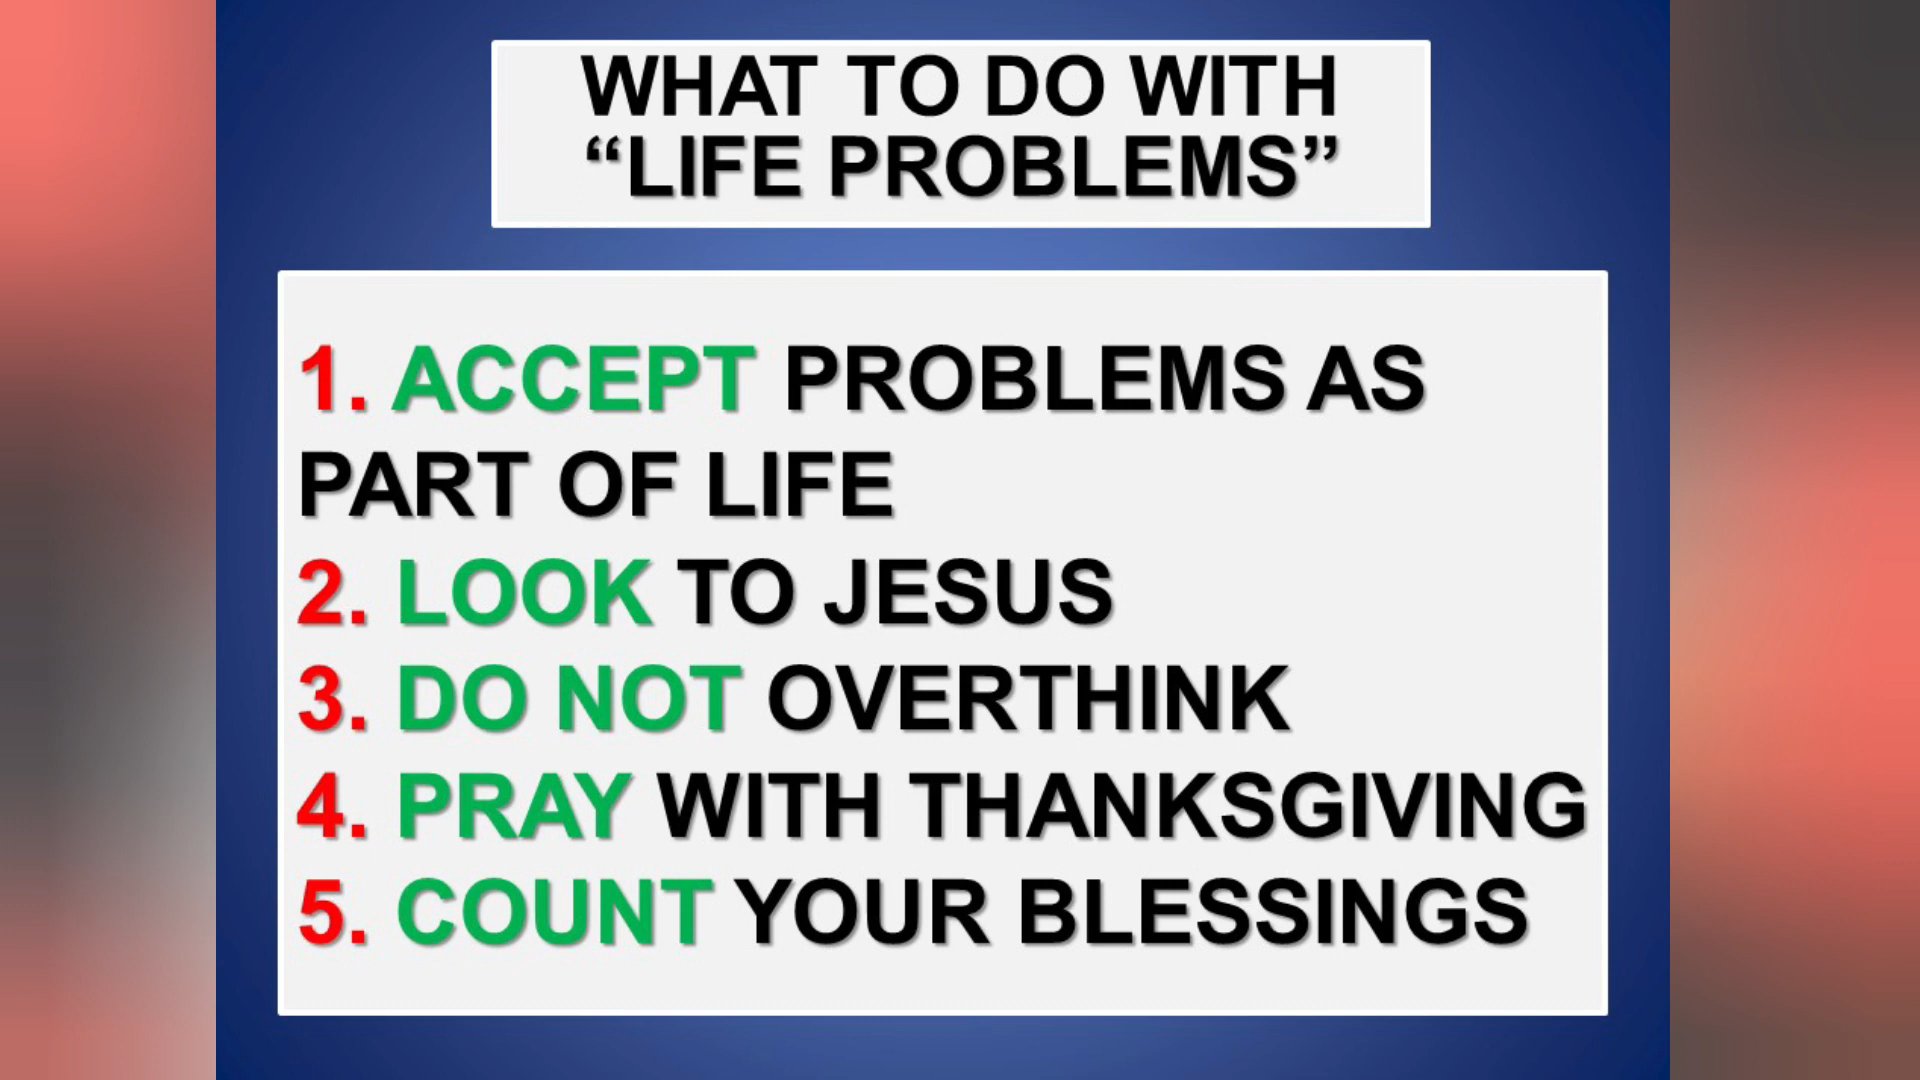 WHAT TO DO WITH
“LIFE PROBLEMS”
1. ACCEPT PROBLEMS AS
PART OF LIFE
2. LOOK TO JESUS
3. DO NOT OVERTHINK
4. PRAY WITH THANKSGIVING
5. COUNT YOUR BLESSINGS